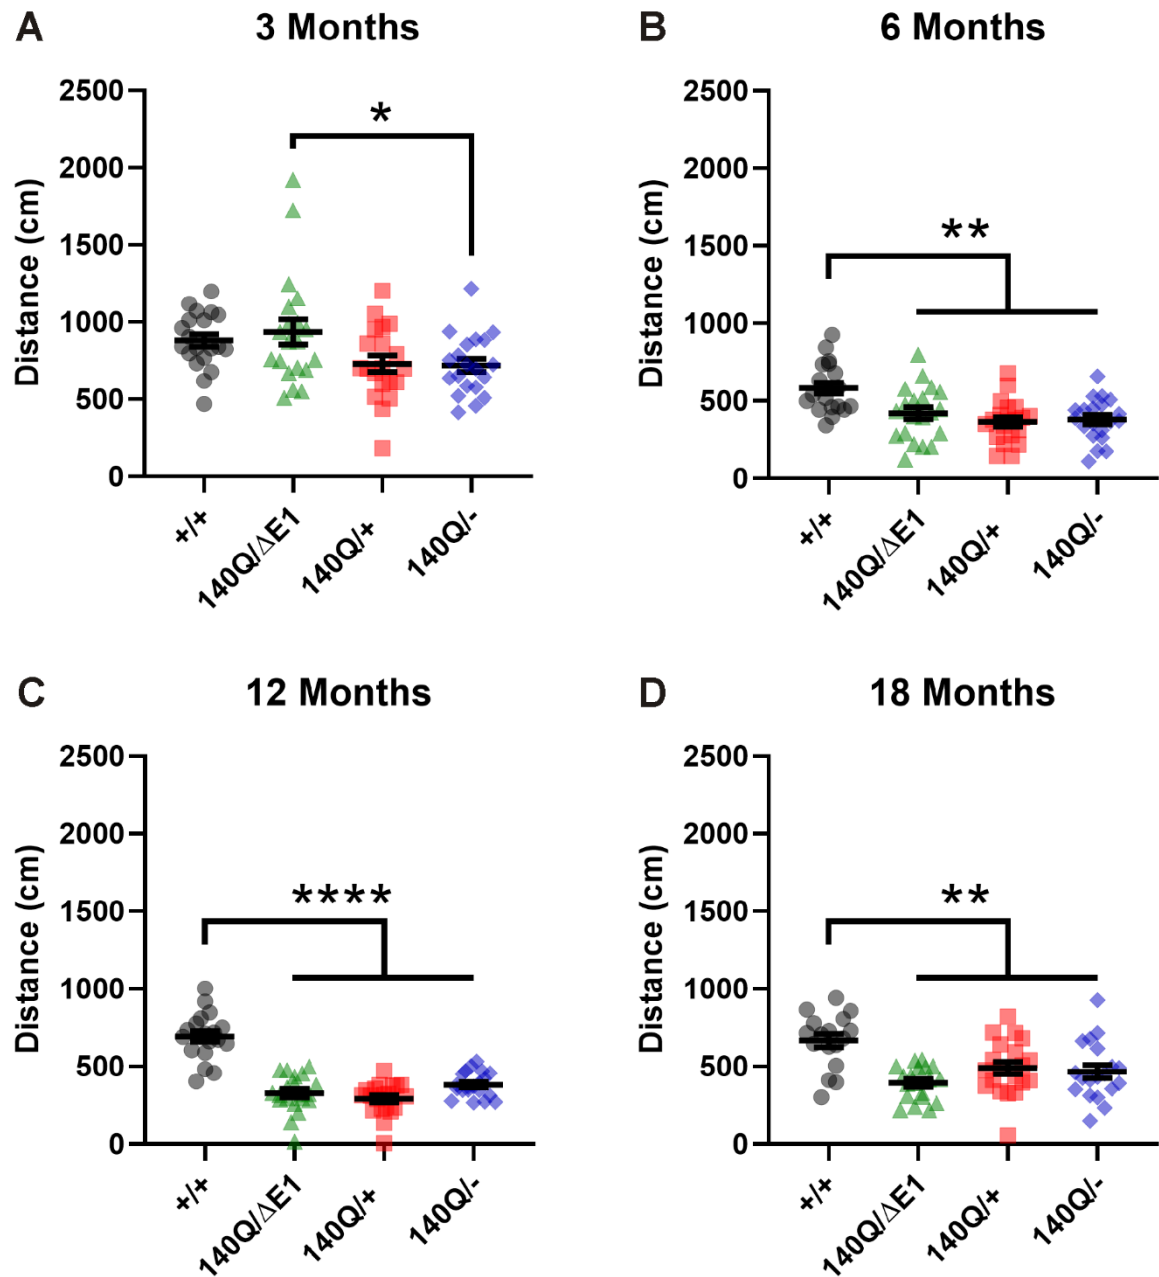 A
3 Months
Distance (cm)
2500
2000
1500
1000
500
0
*
+/+
140Q/ΔE1
140Q/+
140Q/-
B
6 Months
Distance (cm)
2500
2000
1500
1000
500
0
**
+/+
140Q/ΔE1
140Q/+
140Q/-
C
12 Months
Distance (cm)
2500
2000
1500
1000
500
0
****
+/+
140Q/ΔE1
140Q/+
140Q/-
D
18 Months
Distance (cm)
2500
2000
1500
1000
500
0
**
+/+
140Q/ΔE1
140Q/+
140Q/-